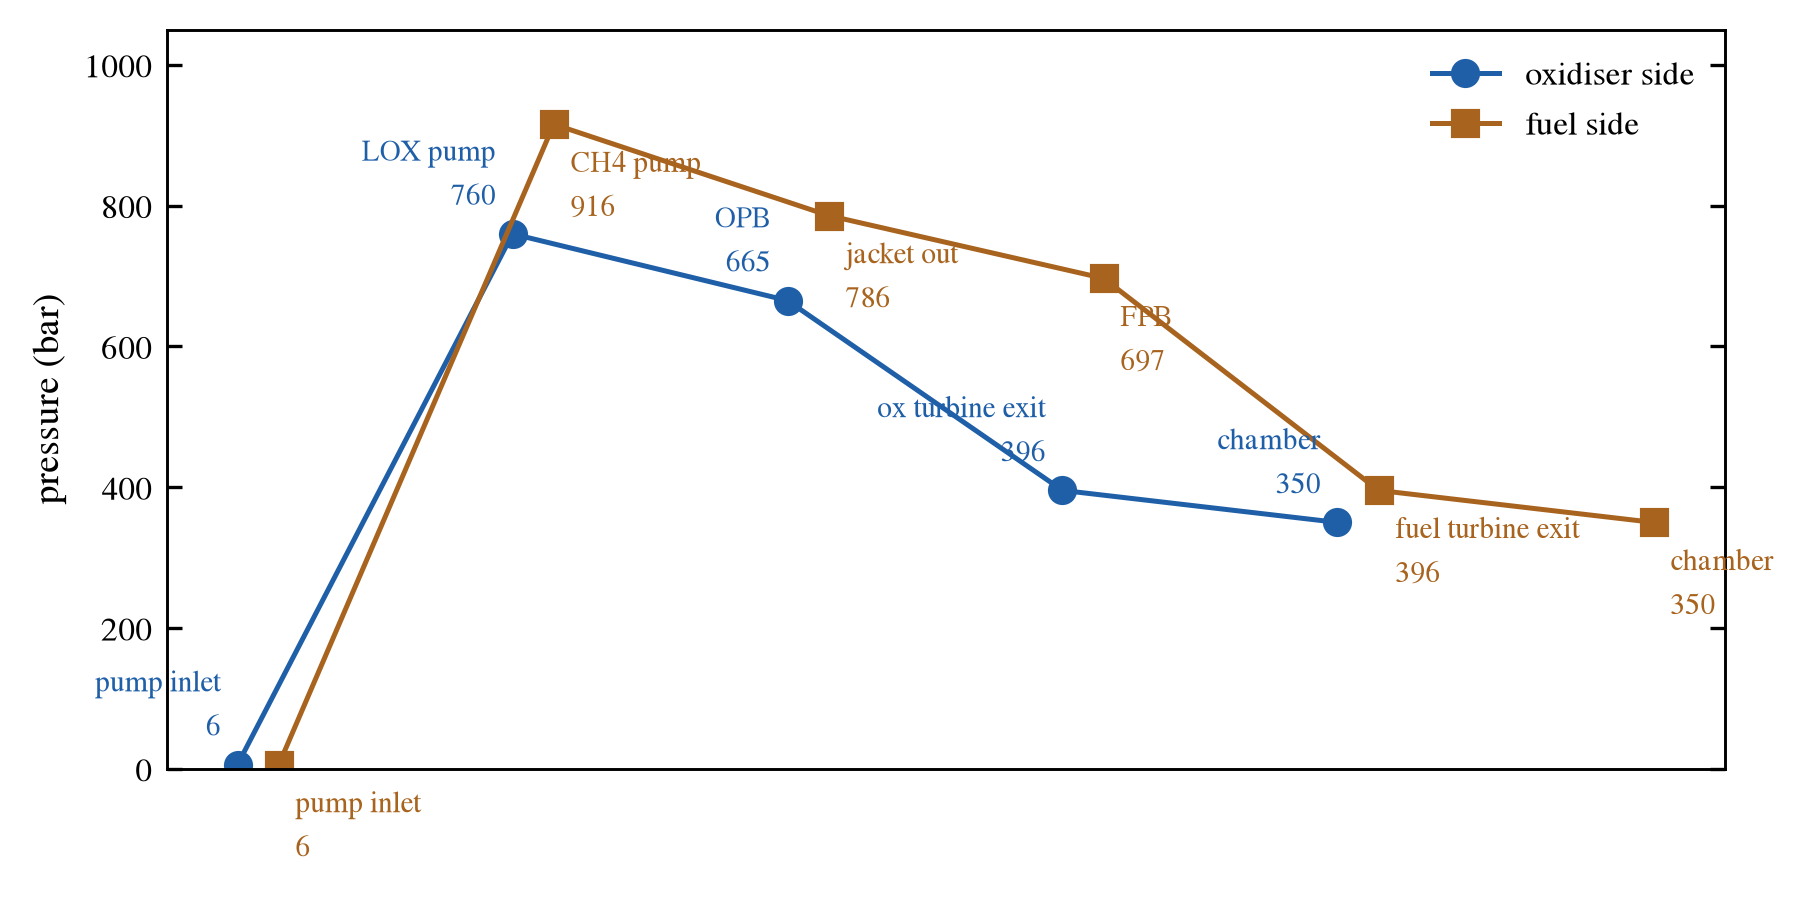 1000
800
600
400
200
0
pressure (bar)
oxidiser side
fuel side
LOX pump
760
CH4 pump
916
OPB
665
jacket out
786
FPB
697
ox turbine exit
396
chamber
350
fuel turbine exit
396
chamber
350
pump inlet
6
pump inlet
6